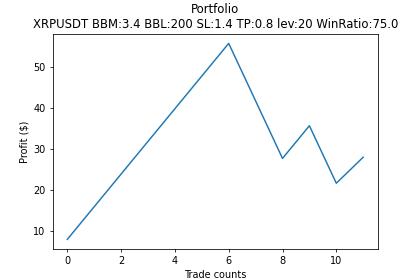 Portfolio
XRPUSDT BBM:3.4 BBL:200 SL:1.4 TP:0.8 lev:20 WinRatio:75.0
50
40
30
20
10
Profit ($)
0 2 4 6 8 10
Trade counts